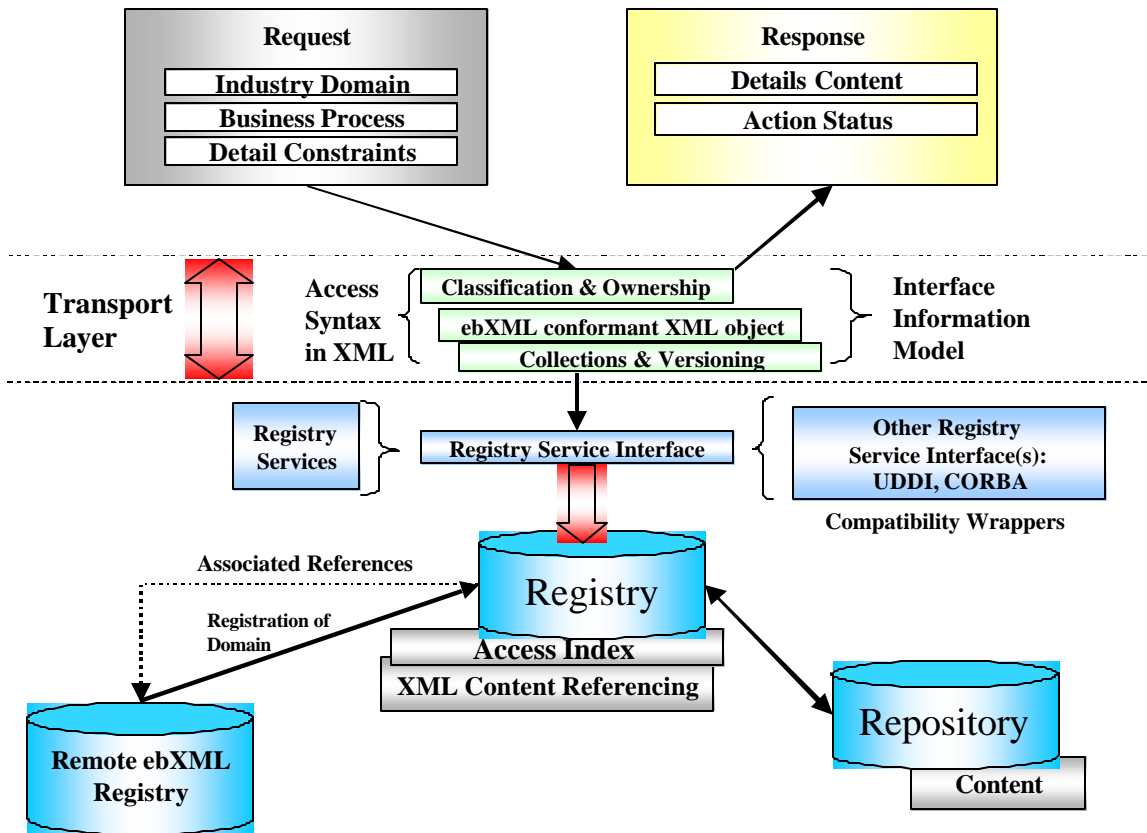 Request
Industry Domain
Business Process
Detail Constraints
Response
Details Content
Action Status
Transport
Layer
Access
Syntax
in XML
Classification & Ownership
ebXML conformant XML object
Collections & Versioning
Interface
Information
Model
Registry
Services
Registry Service Interface
Other Registry
Service Interface(s):
UDDI, CORBA
Compatibility Wrappers
Associated References
Registration of
Domain
Registry
Access Index
XML Content Referencing
Remote ebXML
Registry
Repository
Content